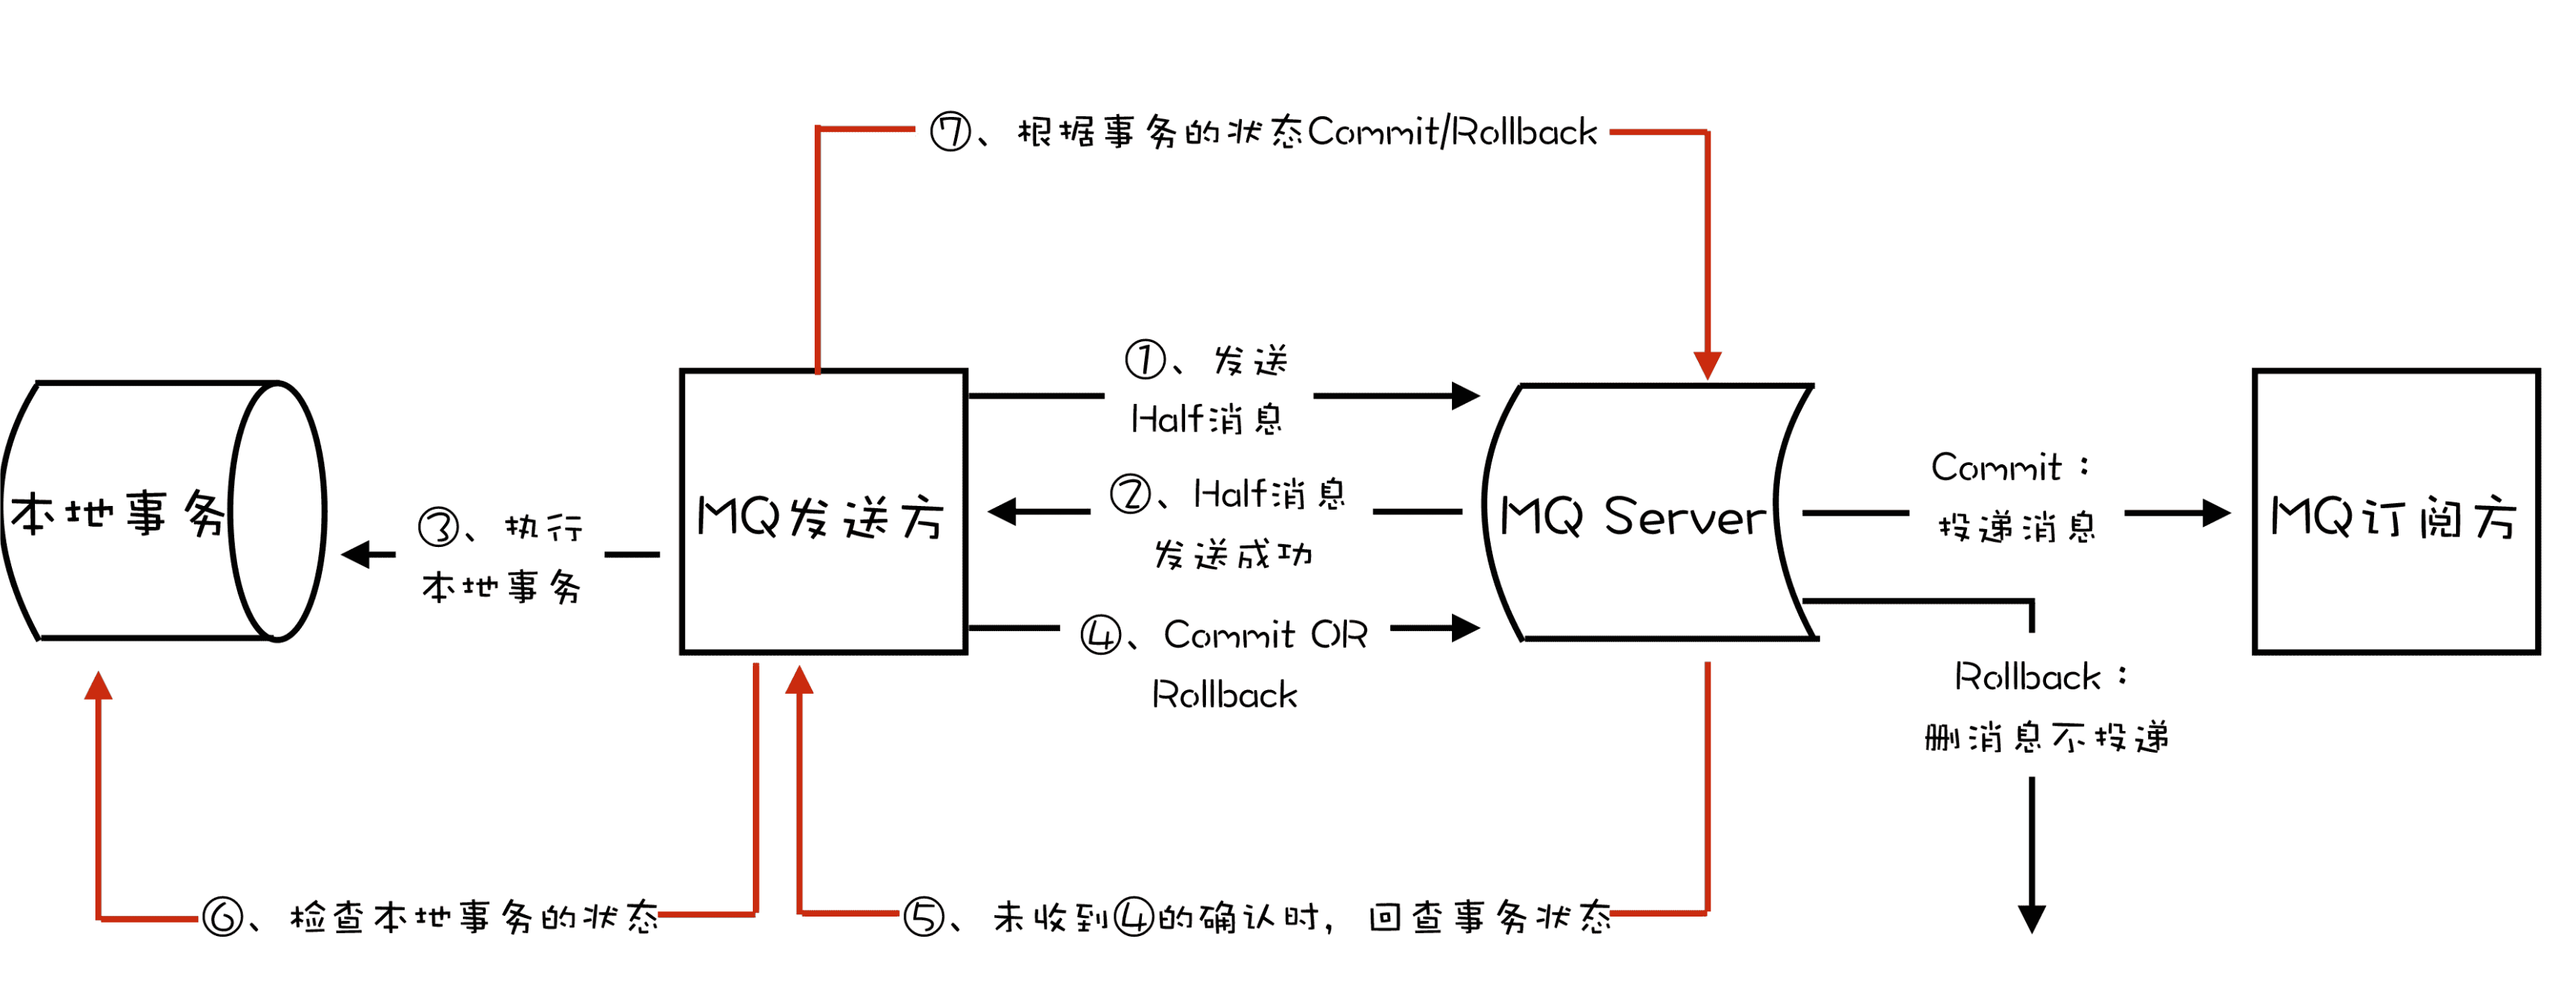 ⑦、根据事务的状态Commit/Rollback
①、发送
Half消息
②、Half消息
发送成功
③、执行
本地事务
④、Commit OR
Rollback
本地事务
MQ发送方
MQ Server
Commit：
投递消息
MQ订阅方
Rollback：
删消息不投递
⑥、检查本地事务的状态
⑤、未收到④的确认时，回查事务状态